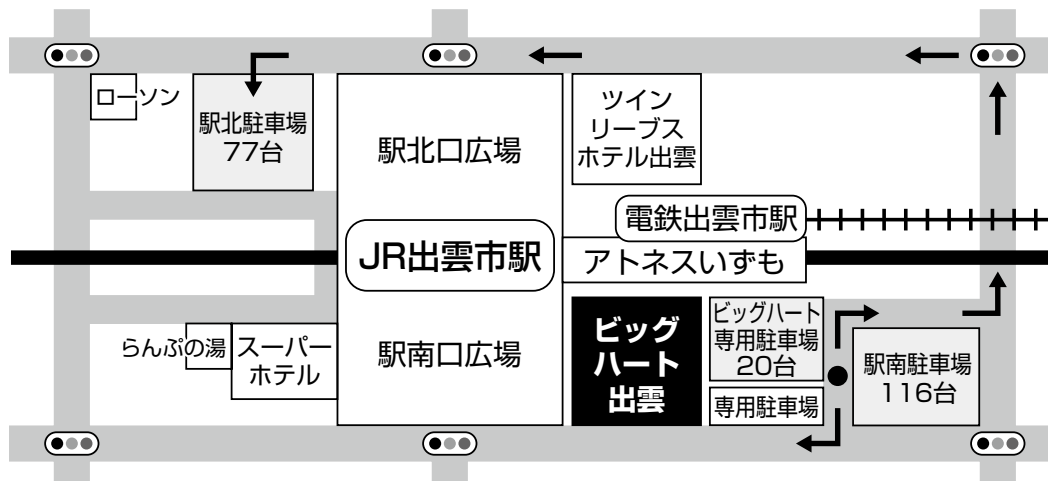 ローソン
駅北駐車場
77台
駅北口広場
ツイン
リーブス
ホテル出雲
電鉄出雲市駅
JR出雲市駅
アトネスいずも
らんぷの湯
スーパー
ホテル
駅南口広場
ビッグ
ハート
出雲
ビッグハート
専用駐車場
20台
専用駐車場
駅南駐車場
116台